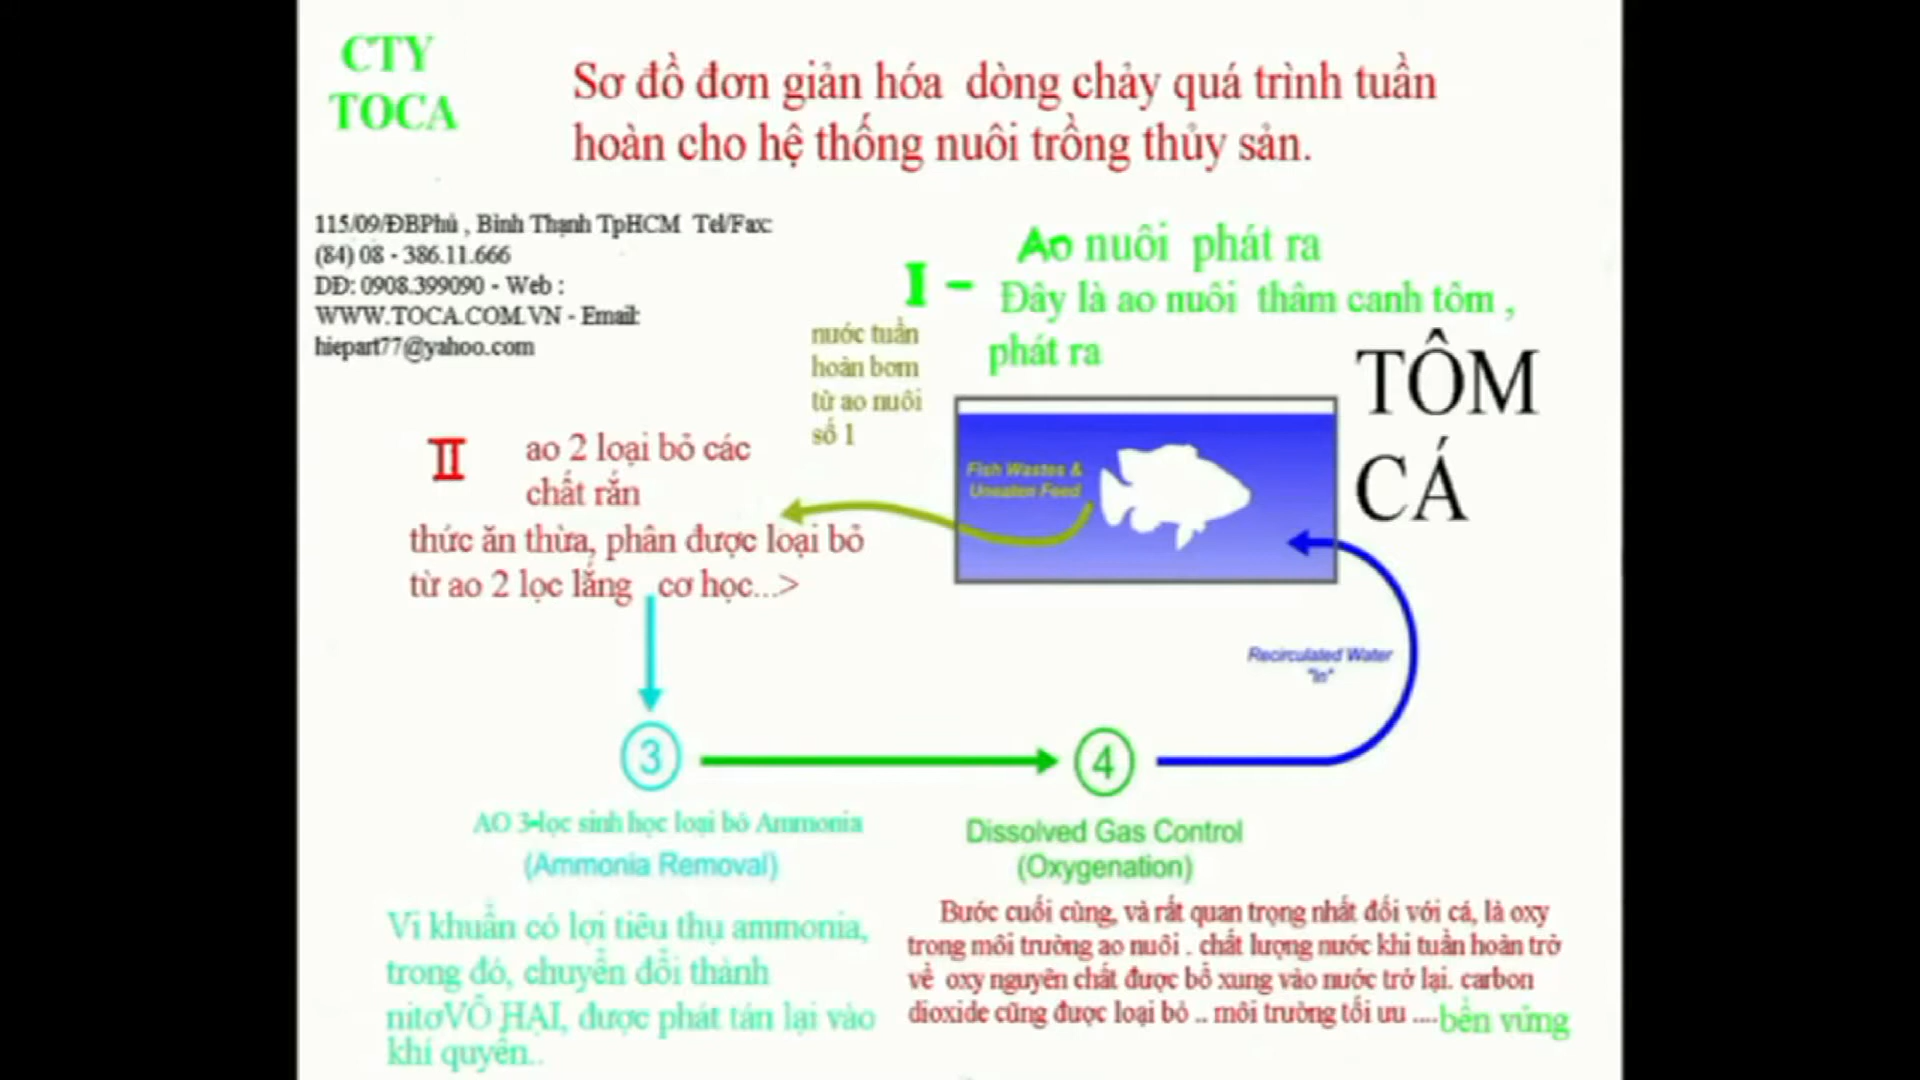 CTY
TOCA
Sơ đồ đơn giản hóa dòng chảy quá trình tuần
hoàn cho hệ thống nuôi trồng thủy sản.
115/09/ĐBPhủ , Bình Thạnh TpHCM Tel/Fax:
(84) 08 - 386.11.666
DĐ: 0908.399090 - Web :
WWW.TOCA.COM.VN - Email:
hiepart77@yahoo.com
I -
Ao nuôi phát ra
Đây là ao nuôi thâm canh tôm ,
phát ra
nước tuần
hoàn bơm
từ ao nuôi
số 1
TÔM
CÁ
II
ao 2 loại bỏ các
chất rắn
thức ăn thừa, phân được loại bỏ
từ ao 2 lọc lắng cơ học...>
Fish Wastes &
Uneaten Feed
Recirculated Water
"In"
3
4
AO 3-lọc sinh học loại bỏ Ammonia
(Ammonia Removal)
Vi khuẩn có lợi tiêu thụ ammonia,
trong đó, chuyển đổi thành
nitơVÔ HẠI, được phát tán lại vào
khí quyển..
Dissolved Gas Control
(Oxygenation)
Bước cuối cùng, và rất quan trọng nhất đối với cá, là oxy
trong môi trường ao nuôi . chất lượng nước khi tuần hoàn trở
về oxy nguyên chất được bổ xung vào nước trở lại. carbon
dioxide cũng được loại bỏ .. môi trường tối ưu ....bền vững